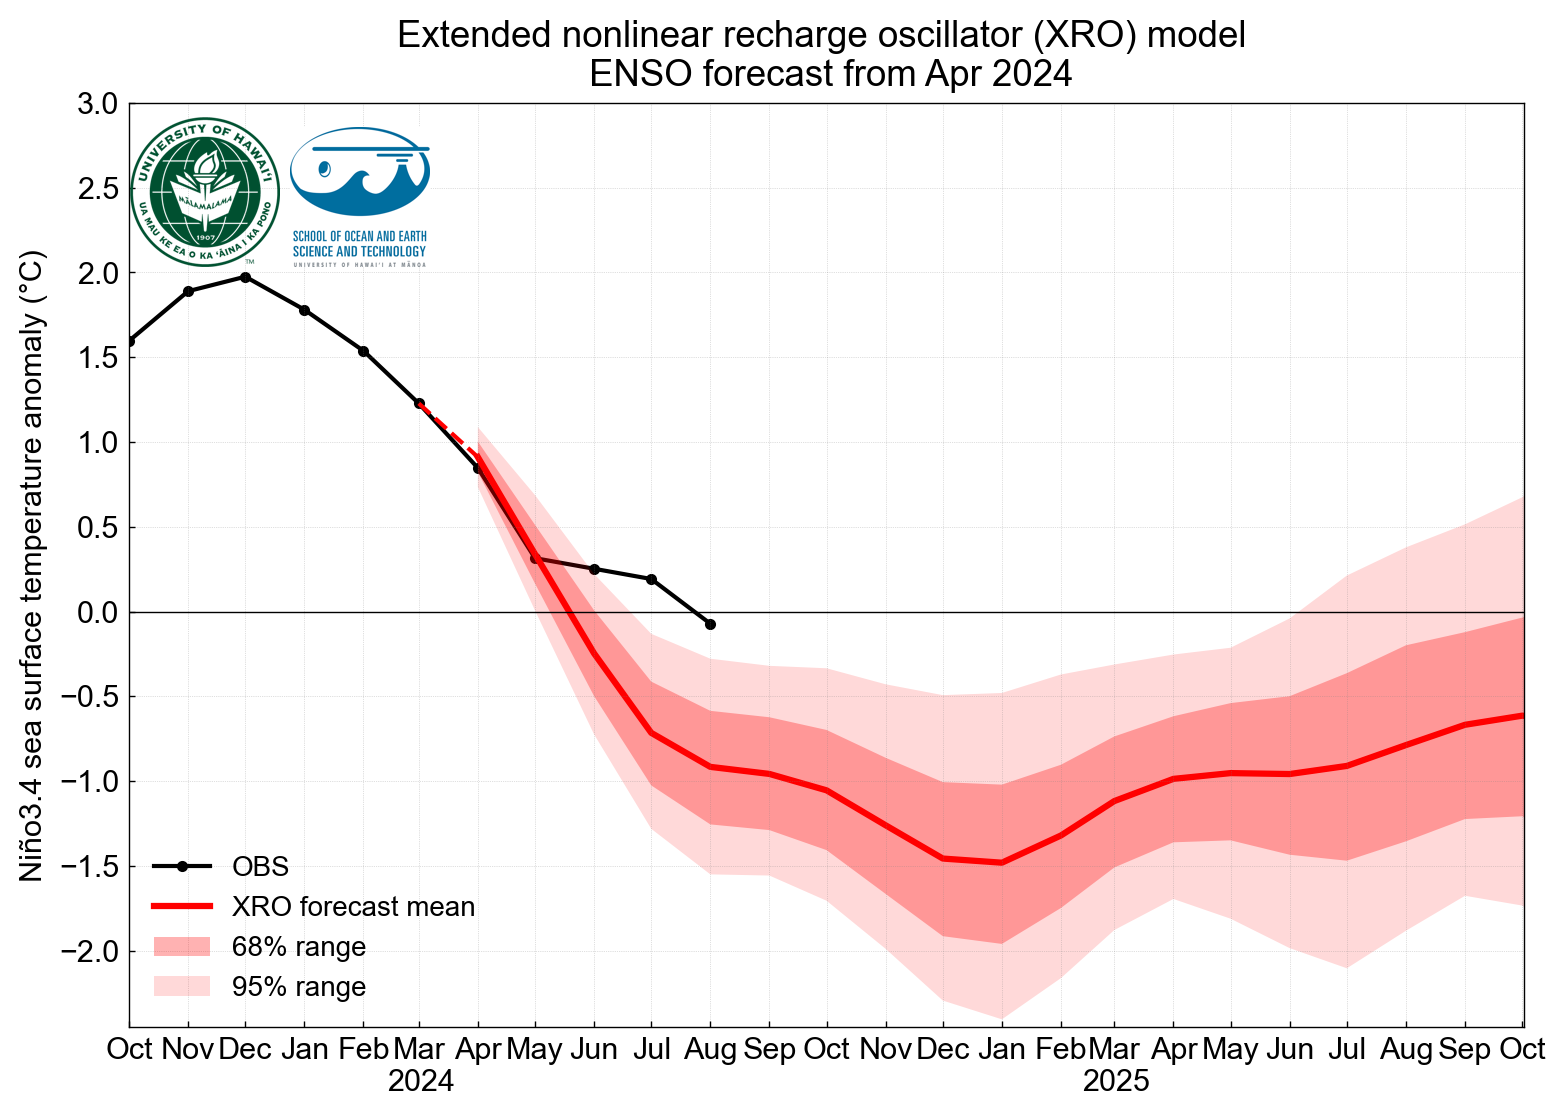 Extended nonlinear recharge oscillator (XRO) model
ENSO forecast from Apr 2024
UNIVERSITY OF HAWAIʻI
MĀLAMALAMA
1907
UA MAU KE EA O KA ʻĀINA I KA PONO
TM
SCHOOL OF OCEAN AND EARTH
SCIENCE AND TECHNOLOGY
UNIVERSITY OF HAWAIʻI AT MĀNOA
Niño3.4 sea surface temperature anomaly (°C)
3.0
2.5
2.0
1.5
1.0
0.5
0.0
−0.5
−1.0
−1.5
−2.0
OBS
XRO forecast mean
68% range
95% range
Oct Nov Dec Jan Feb Mar Apr May Jun Jul Aug Sep Oct Nov Dec Jan Feb Mar Apr May Jun Jul Aug Sep Oct
2024 2025